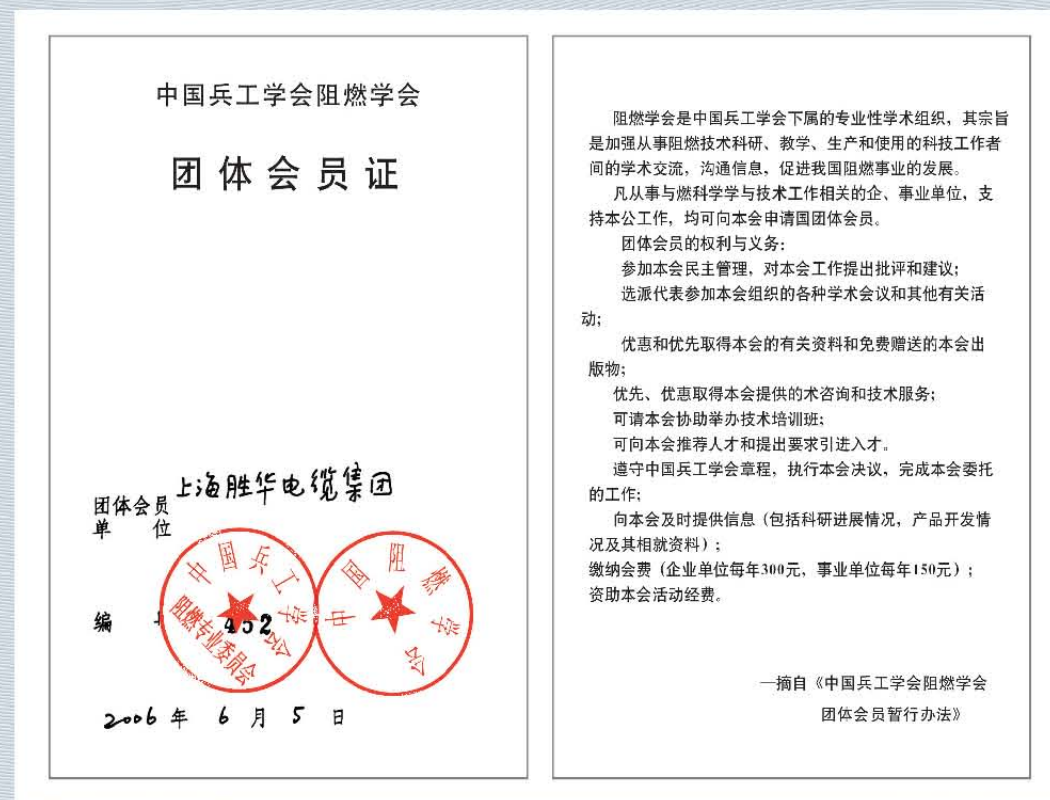 中国兵工学会阻燃学会
团体会员证
团体会员 上海胜华电缆集团
单 位
中国兵工学会
阻燃专业委员会
中国阻燃学会
编 452
2006 年 6 月 5 日
阻燃学会是中国兵工学会下属的专业性学术组织，其宗旨
是加强从事阻燃技术科研、教学、生产和使用的科技工作者
间的学术交流，沟通信息，促进我国阻燃事业的发展。
凡从事与燃科学学与技术工作相关的企、事业单位，支
持本公工作，均可向本会申请国团体会员。
团体会员的权利与义务：
参加本会民主管理，对本会工作提出批评和建议；
选派代表参加本会组织的各种学术会议和其他有关活
动；
优惠和优先取得本会的有关资料和免费赠送的本会出
版物；
优先、优惠取得本会提供的术咨询和技术服务；
可请本会协助举办技术培训班；
可向本会推荐人才和提出要求引进入才。
遵守中国兵工学会章程，执行本会决议，完成本会委托
的工作；
向本会及时提供信息（包括科研进展情况，产品开发情
况及其相就资料）；
缴纳会费（企业单位每年300元，事业单位每年150元）；
资助本会活动经费。
—摘自《中国兵工学会阻燃学会
团体会员暂行办法》